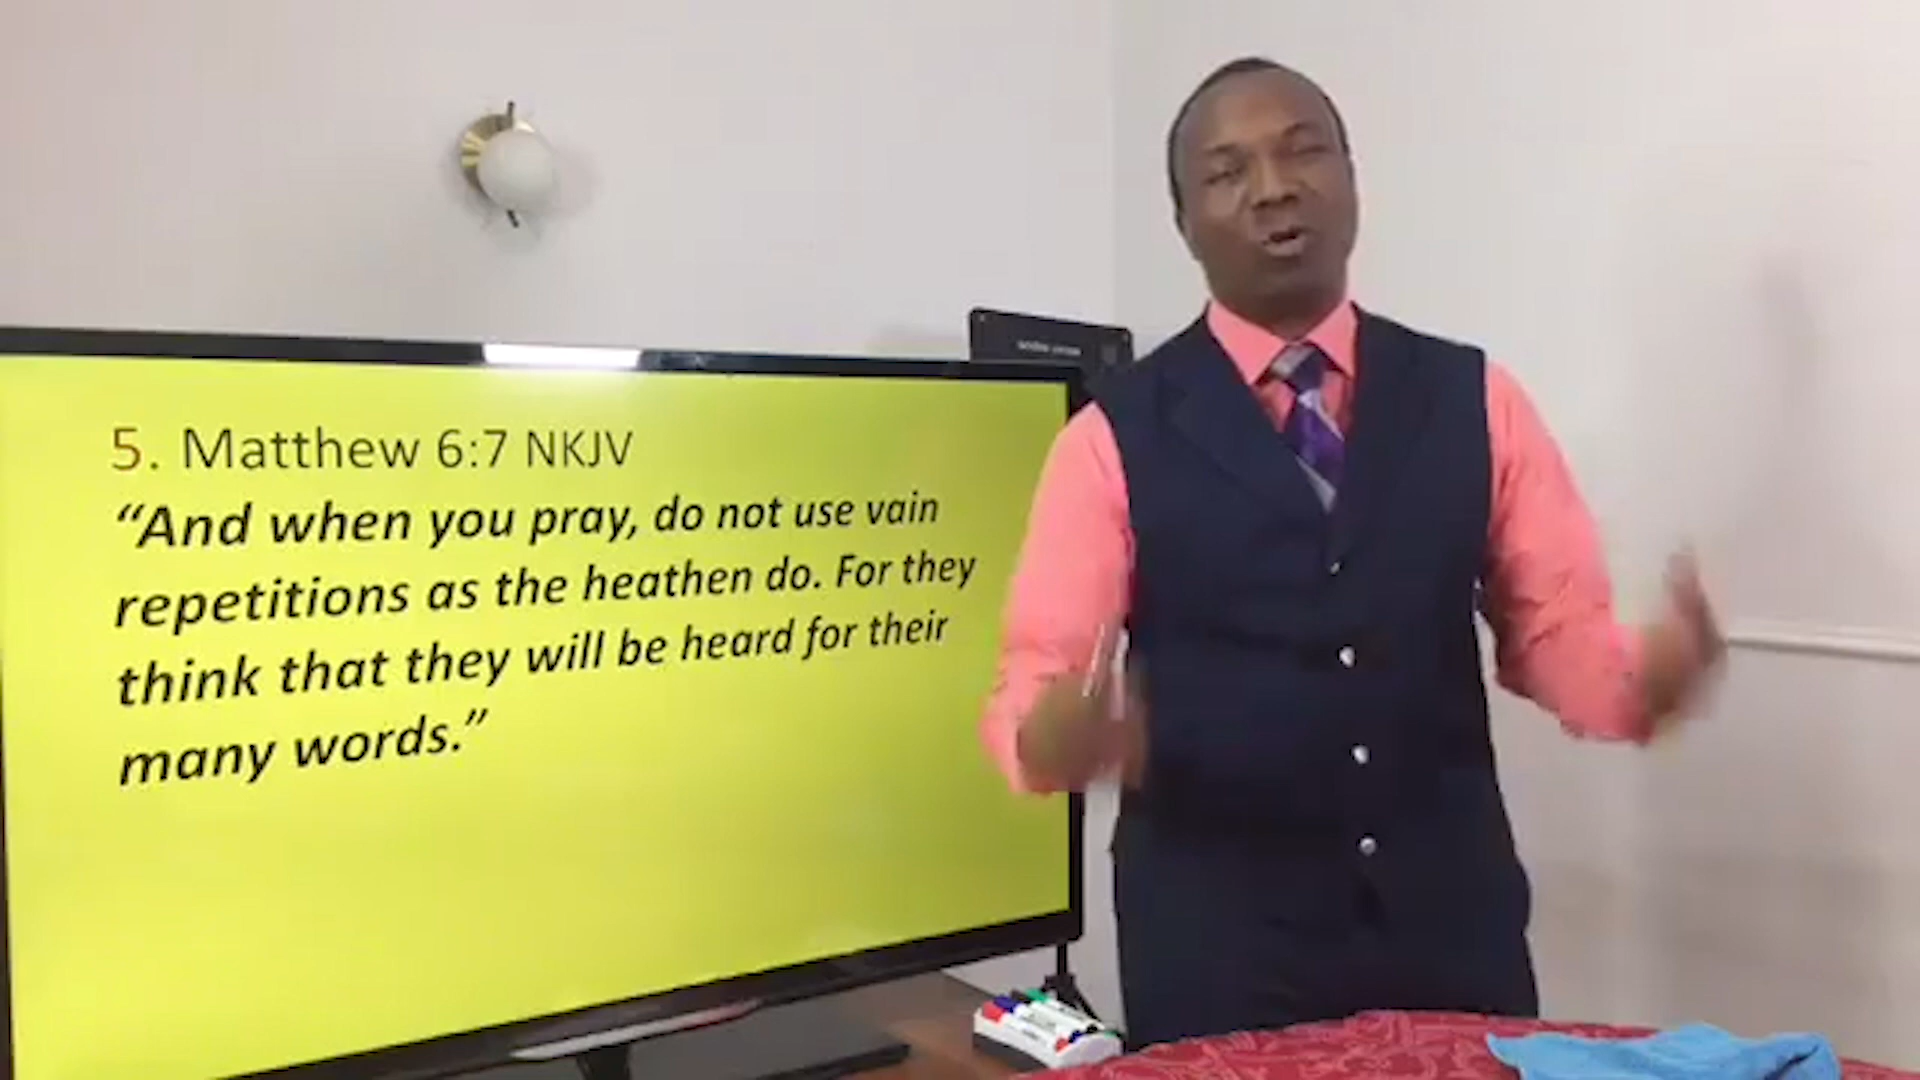 5. Matthew 6:7 NKJV
“And when you pray, do not use vain
repetitions as the heathen do. For they
think that they will be heard for their
many words.”